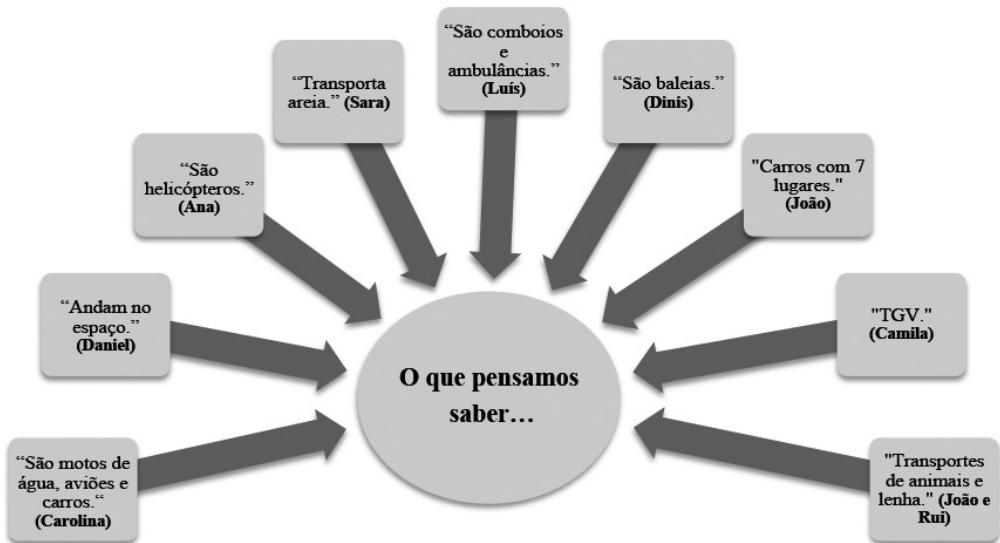 “São comboios
e
ambulâncias.”
(Luís)
“Transporta
areia.” (Sara)
“São baleias.”
(Dinis)
“São
helicópteros.”
(Ana)
"Carros com 7
lugares."
(João)
“Andam no
espaço.”
(Daniel)
"TGV."
(Camila)
O que pensamos
saber…
“São motos de
água, aviões e
carros.“
(Carolina)
"Transportes
de animais e
lenha." (João e
Rui)